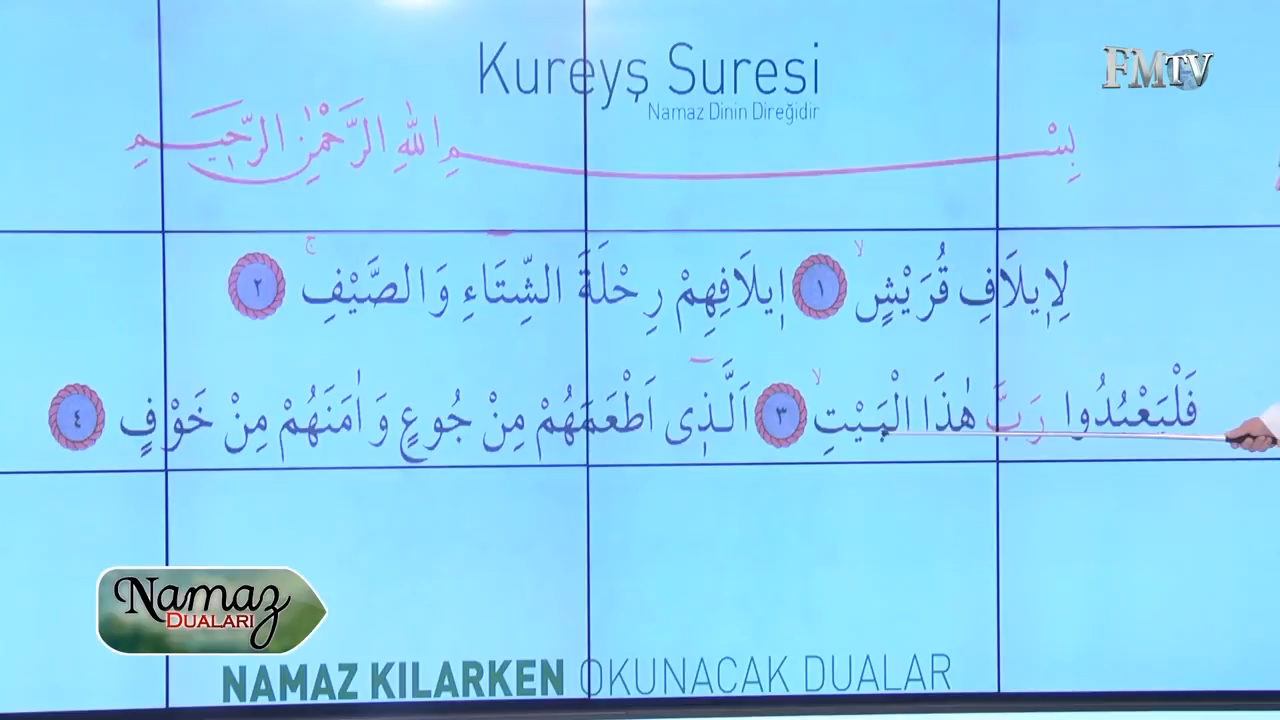 Kureyş Suresi
FMTV
Namaz Dinin Direğidir
بِسْمِ اللّٰهِ الرَّحْمٰنِ الرَّح۪يمِ
لِا۪يلَافِ قُرَيْشٍۙ ١ ا۪يلَافِهِمْ رِحْلَةَ الشِّتَٓاءِ وَالصَّيْفِۚ ٢
فَلْيَعْبُدُوا رَبَّ هٰذَا الْبَيْتِۙ ٣ اَلَّذ۪ٓى اَطْعَمَهُمْ مِنْ جُوعٍ وَاٰمَنَهُمْ مِنْ خَوْفٍ ٤
Namaz
DUALARI
NAMAZ KILARKEN OKUNACAK DUALAR